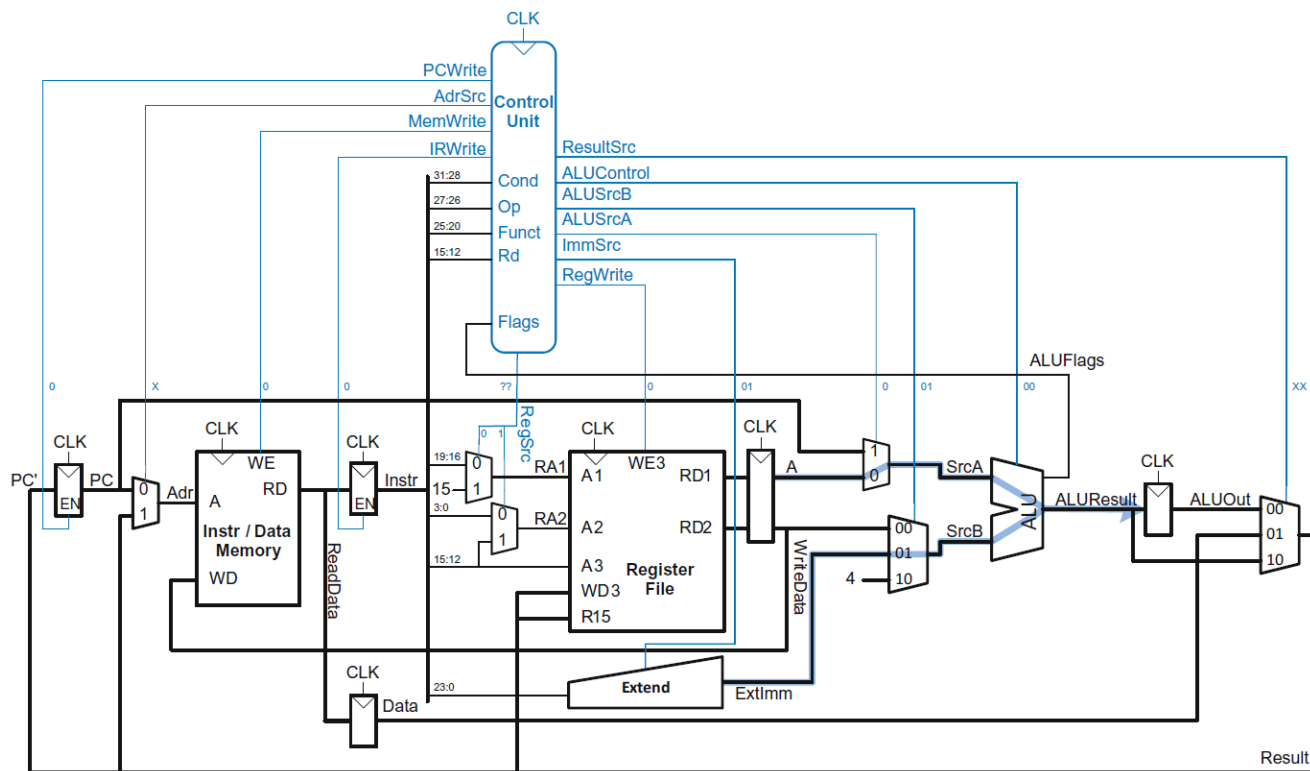 CLK
PCWrite
AdrSrc
MemWrite
IRWrite
Control
Unit
ResultSrc
ALUControl
ALUSrcB
ALUSrcA
ImmSrc
RegWrite
31:28
Cond
27:26
Op
25:20
Funct
15:12
Rd
Flags
ALUFlags
0
X
0
0
??
0
01
0
01
00
XX
RegSrc
0
1
CLK
PC'
EN
PC
0
1
Adr
CLK
WE
RD
A
Instr / Data
Memory
WD
ReadData
CLK
EN
Instr
19:16
15
0
1
RA1
3:0
0
1
RA2
15:12
CLK
WE3
A1
RD1
A2
RD2
A3
WD3
R15
Register
File
CLK
A
WriteData
1
0
SrcA
00
01
10
4
SrcB
ALU
ALUResult
CLK
ALUOut
00
01
10
23:0
Extend
ExtImm
CLK
Data
Result